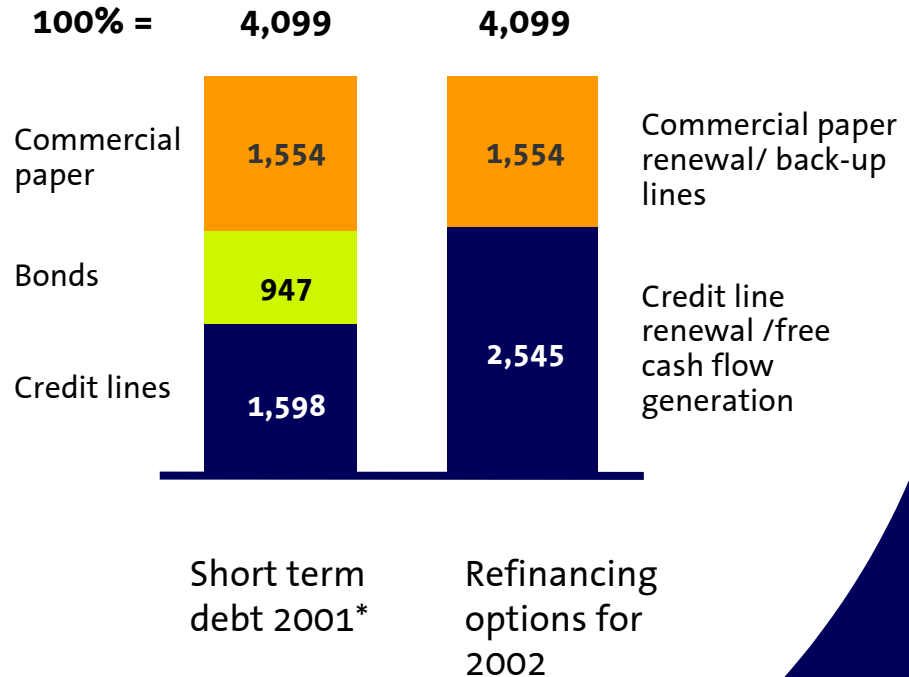 100% = 4,099 4,099
Commercial
paper
1,554
1,554
Commercial paper
renewal/ back-up
lines
Bonds
947
Credit lines
1,598
2,545
Credit line
renewal /free
cash flow
generation
Short term
debt 2001*
Refinancing
options for
2002